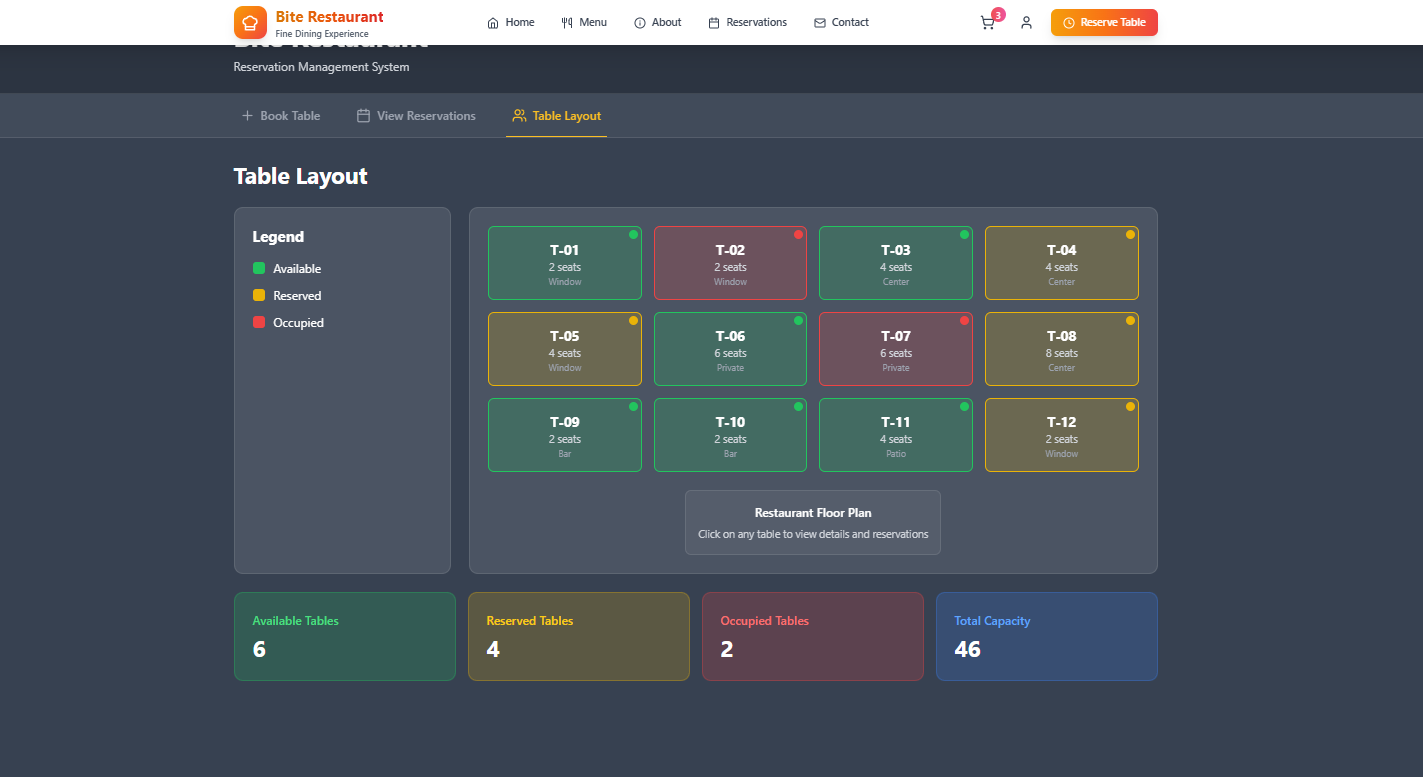 Bite Restaurant
Fine Dining Experience
Home
Menu
About
Reservations
Contact
3
Reserve Table
Bite Restaurant
Reservation Management System
Book Table
View Reservations
Table Layout
Table Layout
Legend
Available
Reserved
Occupied
T-01
2 seats
Window
T-02
2 seats
Window
T-03
4 seats
Center
T-04
4 seats
Center
T-05
4 seats
Window
T-06
6 seats
Private
T-07
6 seats
Private
T-08
8 seats
Center
T-09
2 seats
Bar
T-10
2 seats
Bar
T-11
4 seats
Patio
T-12
2 seats
Window
Restaurant Floor Plan
Click on any table to view details and reservations
Available Tables
6
Reserved Tables
4
Occupied Tables
2
Total Capacity
46